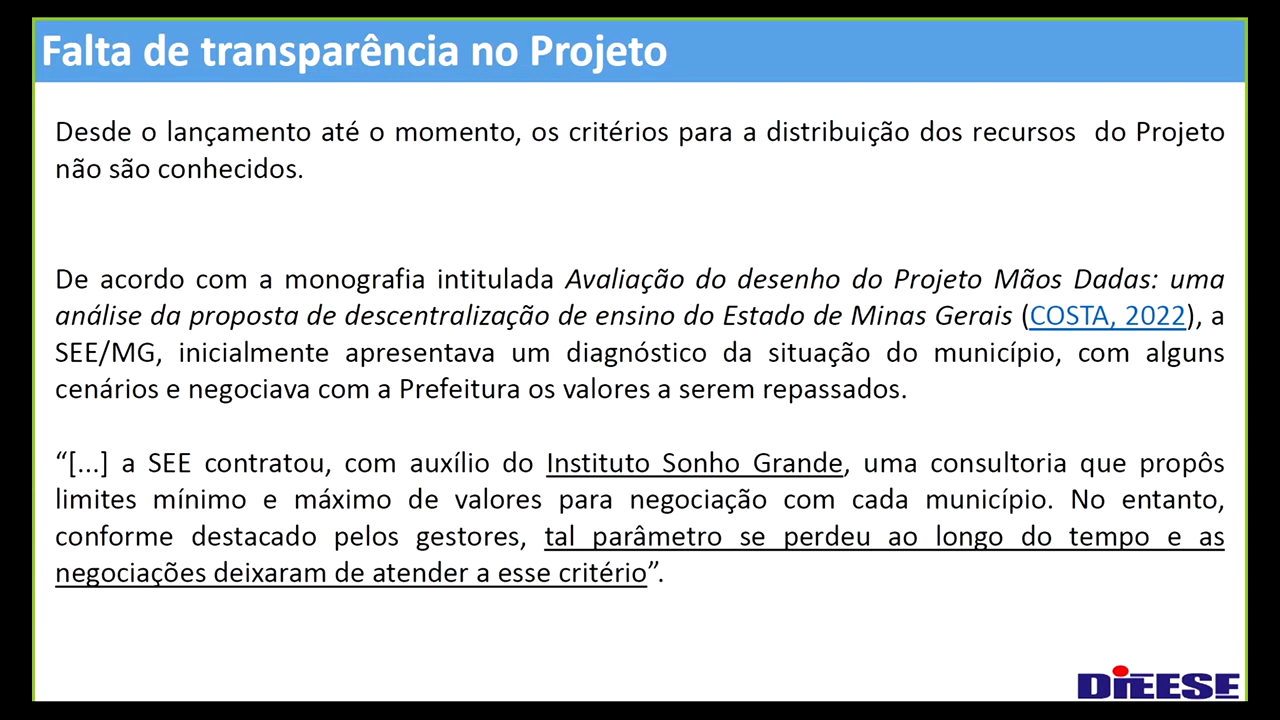 Falta de transparência no Projeto
Desde o lançamento até o momento, os critérios para a distribuição dos recursos do Projeto
não são conhecidos.
De acordo com a monografia intitulada Avaliação do desenho do Projeto Mãos Dadas: uma
análise da proposta de descentralização de ensino do Estado de Minas Gerais (COSTA, 2022), a
SEE/MG, inicialmente apresentava um diagnóstico da situação do município, com alguns
cenários e negociava com a Prefeitura os valores a serem repassados.
“[...] a SEE contratou, com auxílio do Instituto Sonho Grande, uma consultoria que propôs
limites mínimo e máximo de valores para negociação com cada município. No entanto,
conforme destacado pelos gestores, tal parâmetro se perdeu ao longo do tempo e as
negociações deixaram de atender a esse critério”.
DIEESE